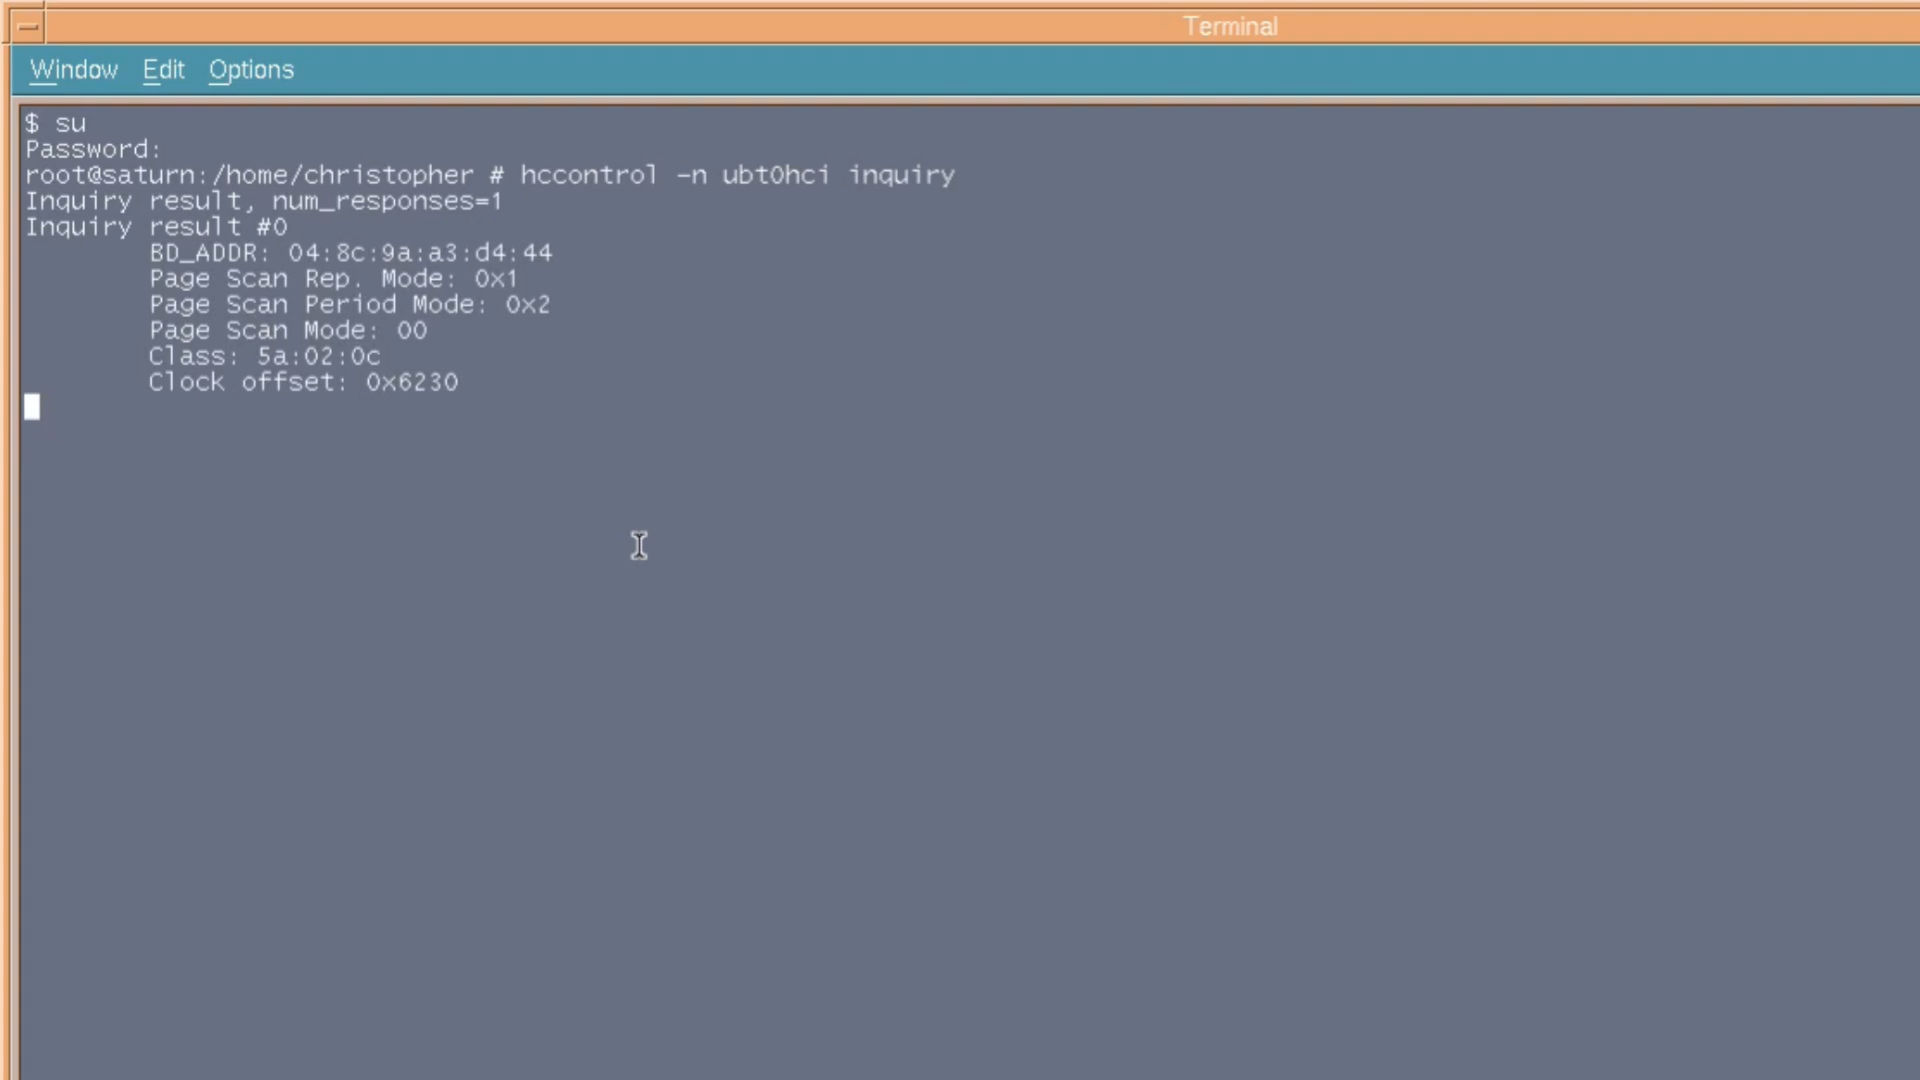 Terminal
Window Edit Options
$ su
Password:
root@saturn:/home/christopher # hccontrol -n ubt0hci inquiry
Inquiry result, num_responses=1
Inquiry result #0
BD_ADDR: 04:8c:9a:a3:d4:44
Page Scan Rep. Mode: 0x1
Page Scan Period Mode: 0x2
Page Scan Mode: 00
Class: 5a:02:0c
Clock offset: 0x6230